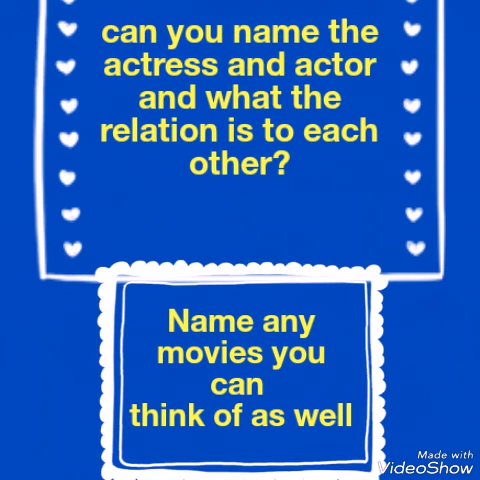 can you name the
actress and actor
and what the
relation is to each
other?
Name any
movies you
can
think of as well
Made with
VideoShow